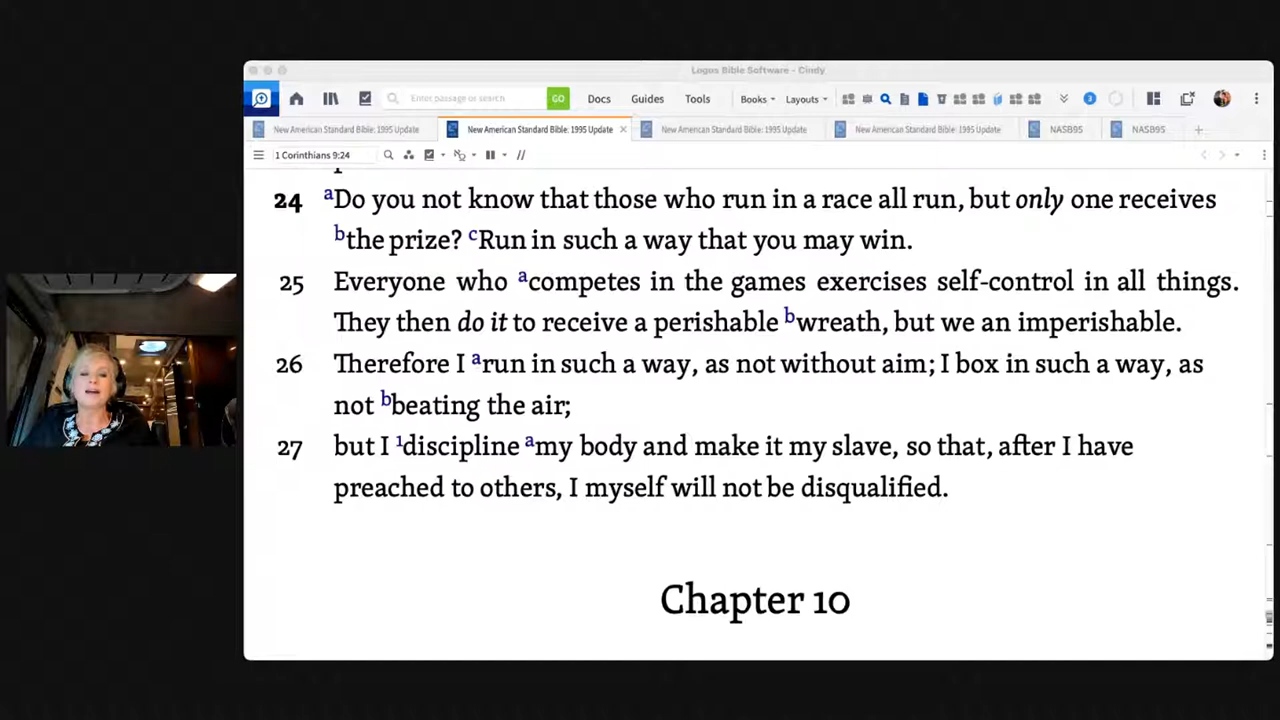 Logos Bible Software - Cindy
Enter passage or search GO Docs Guides Tools Books Layouts 3
New American Standard Bible: 1995 Update New American Standard Bible: 1995 Update New American Standard Bible: 1995 Update New American Standard Bible: 1995 Update NASB95 NASB95
1 Corinthians 9:24
24 aDo you not know that those who run in a race all run, but only one receives
bthe prize? cRun in such a way that you may win.
25 Everyone who acompetes in the games exercises self-control in all things.
They then do it to receive a perishable bwreath, but we an imperishable.
26 Therefore I arun in such a way, as not without aim; I box in such a way, as
not bbeating the air;
27 but I 1discipline amy body and make it my slave, so that, after I have
preached to others, I myself will not be disqualified.
Chapter 10